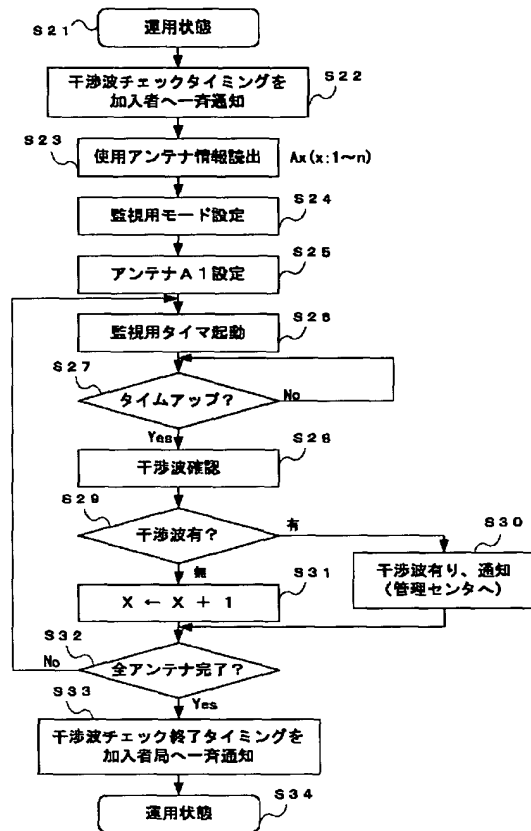 S21
運用状態
干渉波チェックタイミングを
加入者へ一斉通知
S22
S23
使用アンテナ情報読出
Ax(x:1~n)
監視用モード設定
S24
アンテナA1設定
S25
監視用タイマ起動
S26
S27
タイムアップ?
No
Yes
干渉波確認
S28
S29
干渉波有?
有
無
S30
干渉波有り、通知
(管理センタへ)
X ← X + 1
S31
S32
全アンテナ完了?
No
Yes
S33
干渉波チェック終了タイミングを
加入者局へ一斉通知
運用状態
S34